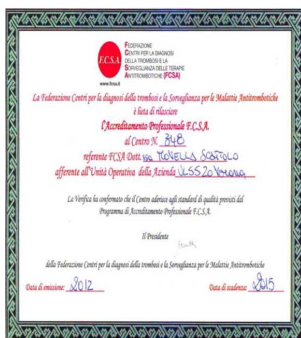 F.C.S.A.
www.fcsa.it
FEDERAZIONE
CENTRI PER LA DIAGNOSI
DELLA TROMBOSI E LA
SORVEGLIANZA DELLE TERAPIE
ANTITROMBOTICHE (FCSA)
La Federazione Centri per la diagnosi della trombosi e la Sorveglianza per le Malattie Antitrombotiche
è lieta di rilasciare
l'Accreditamento Professionale F.C.S.A.
al Centro N.
referente FCSA Dott.
afferente all'Unità Operativa della Azienda ULSS 20 Verona
La Verifica ha confermato che il Centro aderisce agli standard di qualità previsti dal
Programma di Accreditamento Professionale F.C.S.A.
Il Presidente
della Federazione Centri per la diagnosi della trombosi e la Sorveglianza per le Malattie Antitrombotiche
Data di emissione: 2012
Data di scadenza: 2015